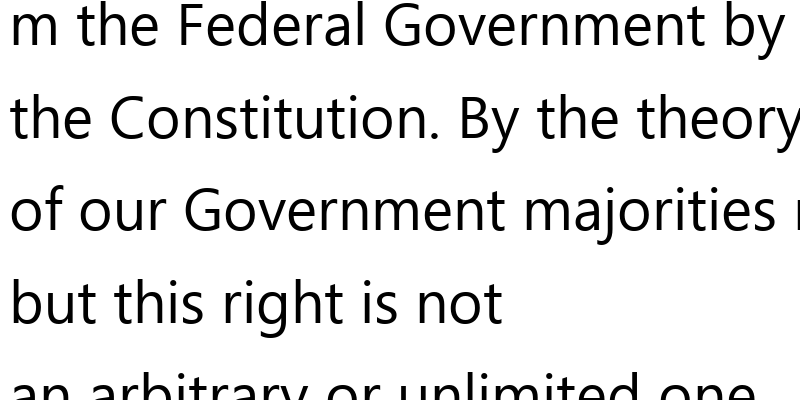 m the Federal Government by
the Constitution. By the theory
of our Government majorities
but this right is not
an arbitrary or unlimited one